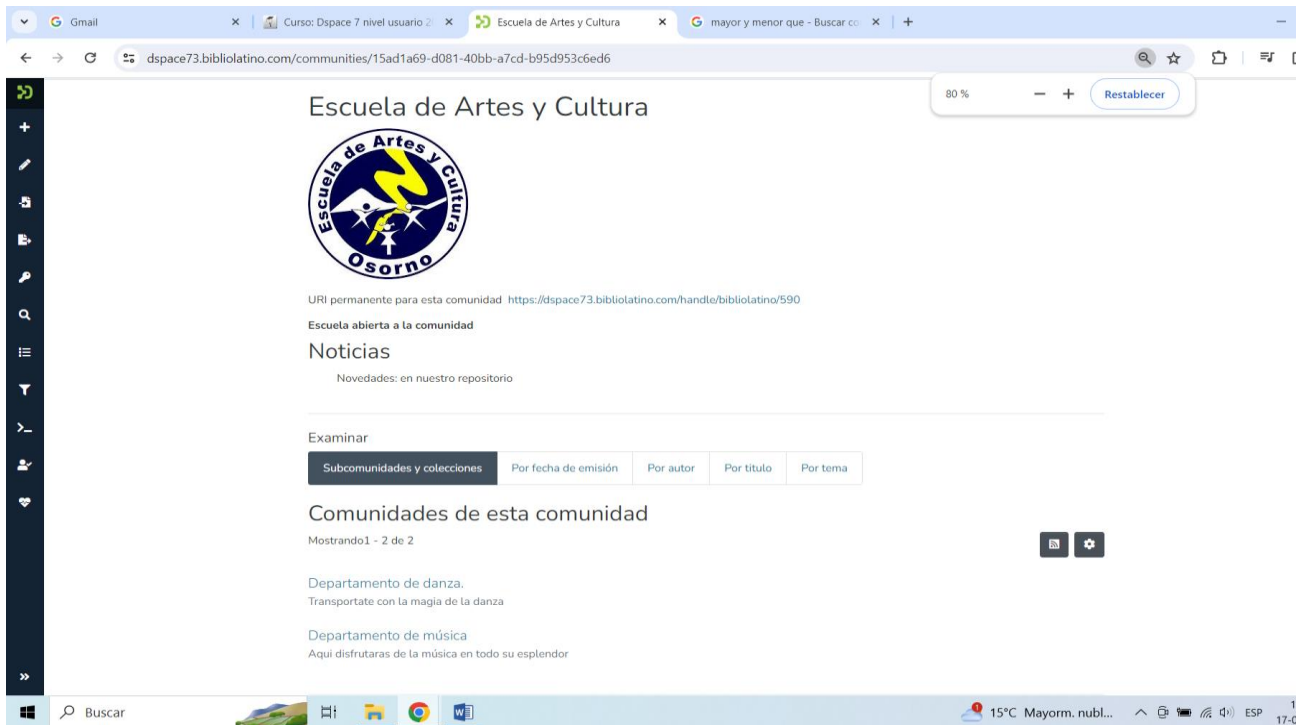 Gmail
Curso: Dspace 7 nivel usuario 2
Escuela de Artes y Cultura
mayor y menor que - Buscar co
dspace73.bibliolatino.com/communities/15ad1a69-d081-40bb-a7cd-b95d953c6ed6
80 %
Restablecer
Escuela de Artes y Cultura
Escuela de Artes y Cultura
Osorno
URI permanente para esta comunidad https://dspace73.bibliolatino.com/handle/bibliolatino/590
Escuela abierta a la comunidad
Noticias
Novedades: en nuestro repositorio
Examinar
Subcomunidades y colecciones Por fecha de emisión Por autor Por titulo Por tema
Comunidades de esta comunidad
Mostrando1 - 2 de 2
Departamento de danza.
Transportate con la magia de la danza
Departamento de música
Aqui disfrutaras de la música en todo su esplendor
Buscar
1
15°C Mayorm. nubl...
ESP